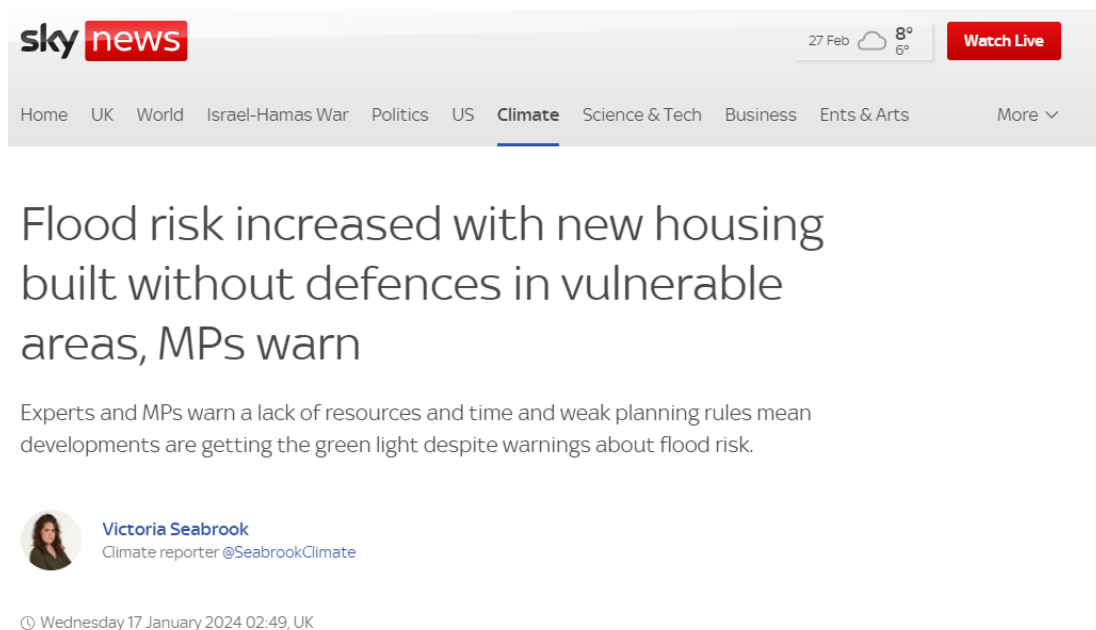 sky news
27 Feb 8°
6°
Watch Live
Home UK World Israel-Hamas War Politics US Climate Science & Tech Business Ents & Arts More
Flood risk increased with new housing
built without defences in vulnerable
areas, MPs warn
Experts and MPs warn a lack of resources and time and weak planning rules mean
developments are getting the green light despite warnings about flood risk.
Victoria Seabrook
Climate reporter @SeabrookClimate
Wednesday 17 January 2024 02:49, UK